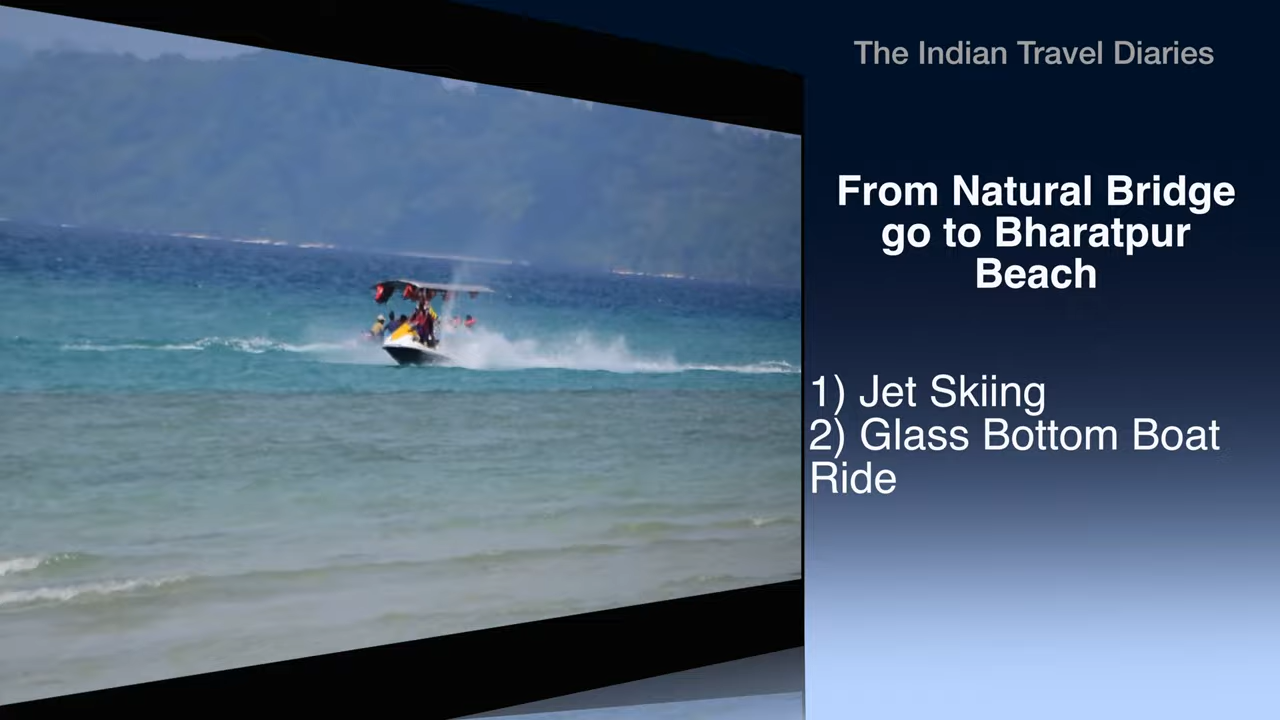 The Indian Travel Diaries
From Natural Bridge
go to Bharatpur
Beach
1) Jet Skiing
2) Glass Bottom Boat
Ride